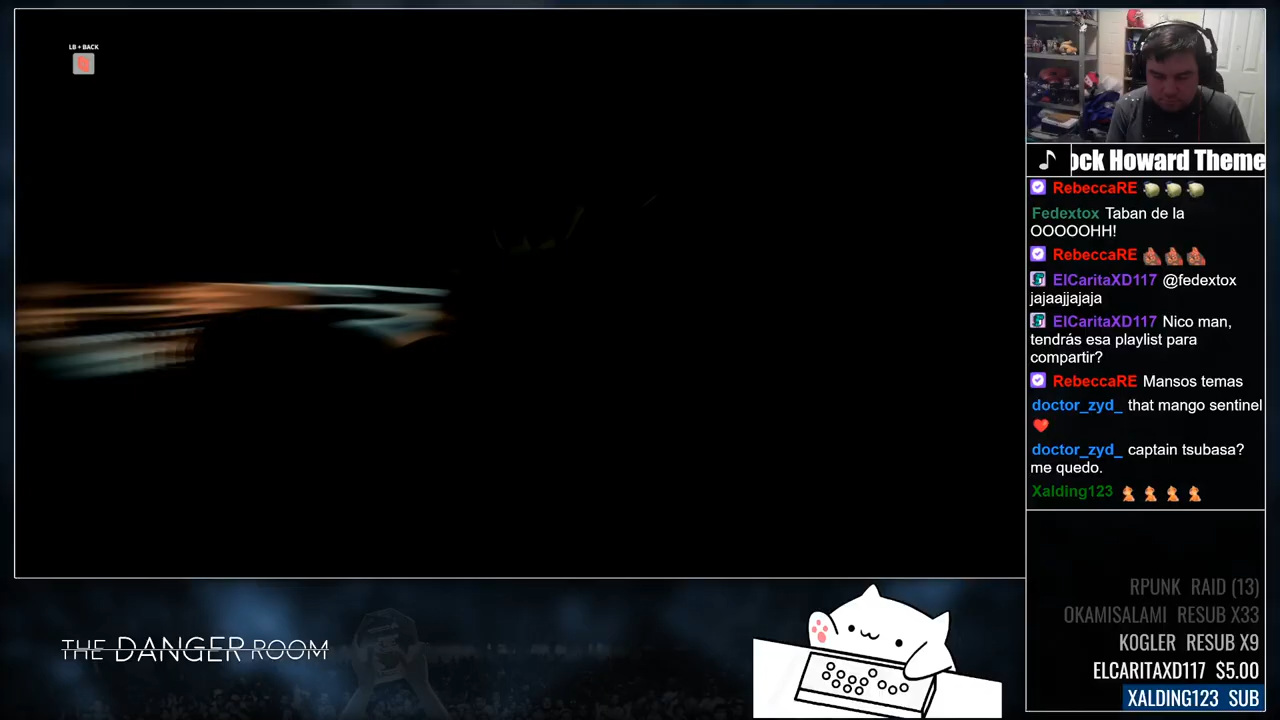 LB + BACK
ock Howard Theme
RebeccaRE
Fedextox Taban de la
OOOOOHH!
RebeccaRE
ElCaritaXD117 @fedextox
jajaajjajaja
ElCaritaXD117 Nico man,
tendrás esa playlist para
compartir?
RebeccaRE Mansos temas
doctor_zyd_ that mango sentinel
doctor_zyd_ captain tsubasa?
me quedo.
Xalding123
RPUNK RAID (13)
OKAMISALAMI RESUB X33
KOGLER RESUB X9
ELCARITAXD117 $5.00
XALDING123 SUB
THE DANGER ROOM